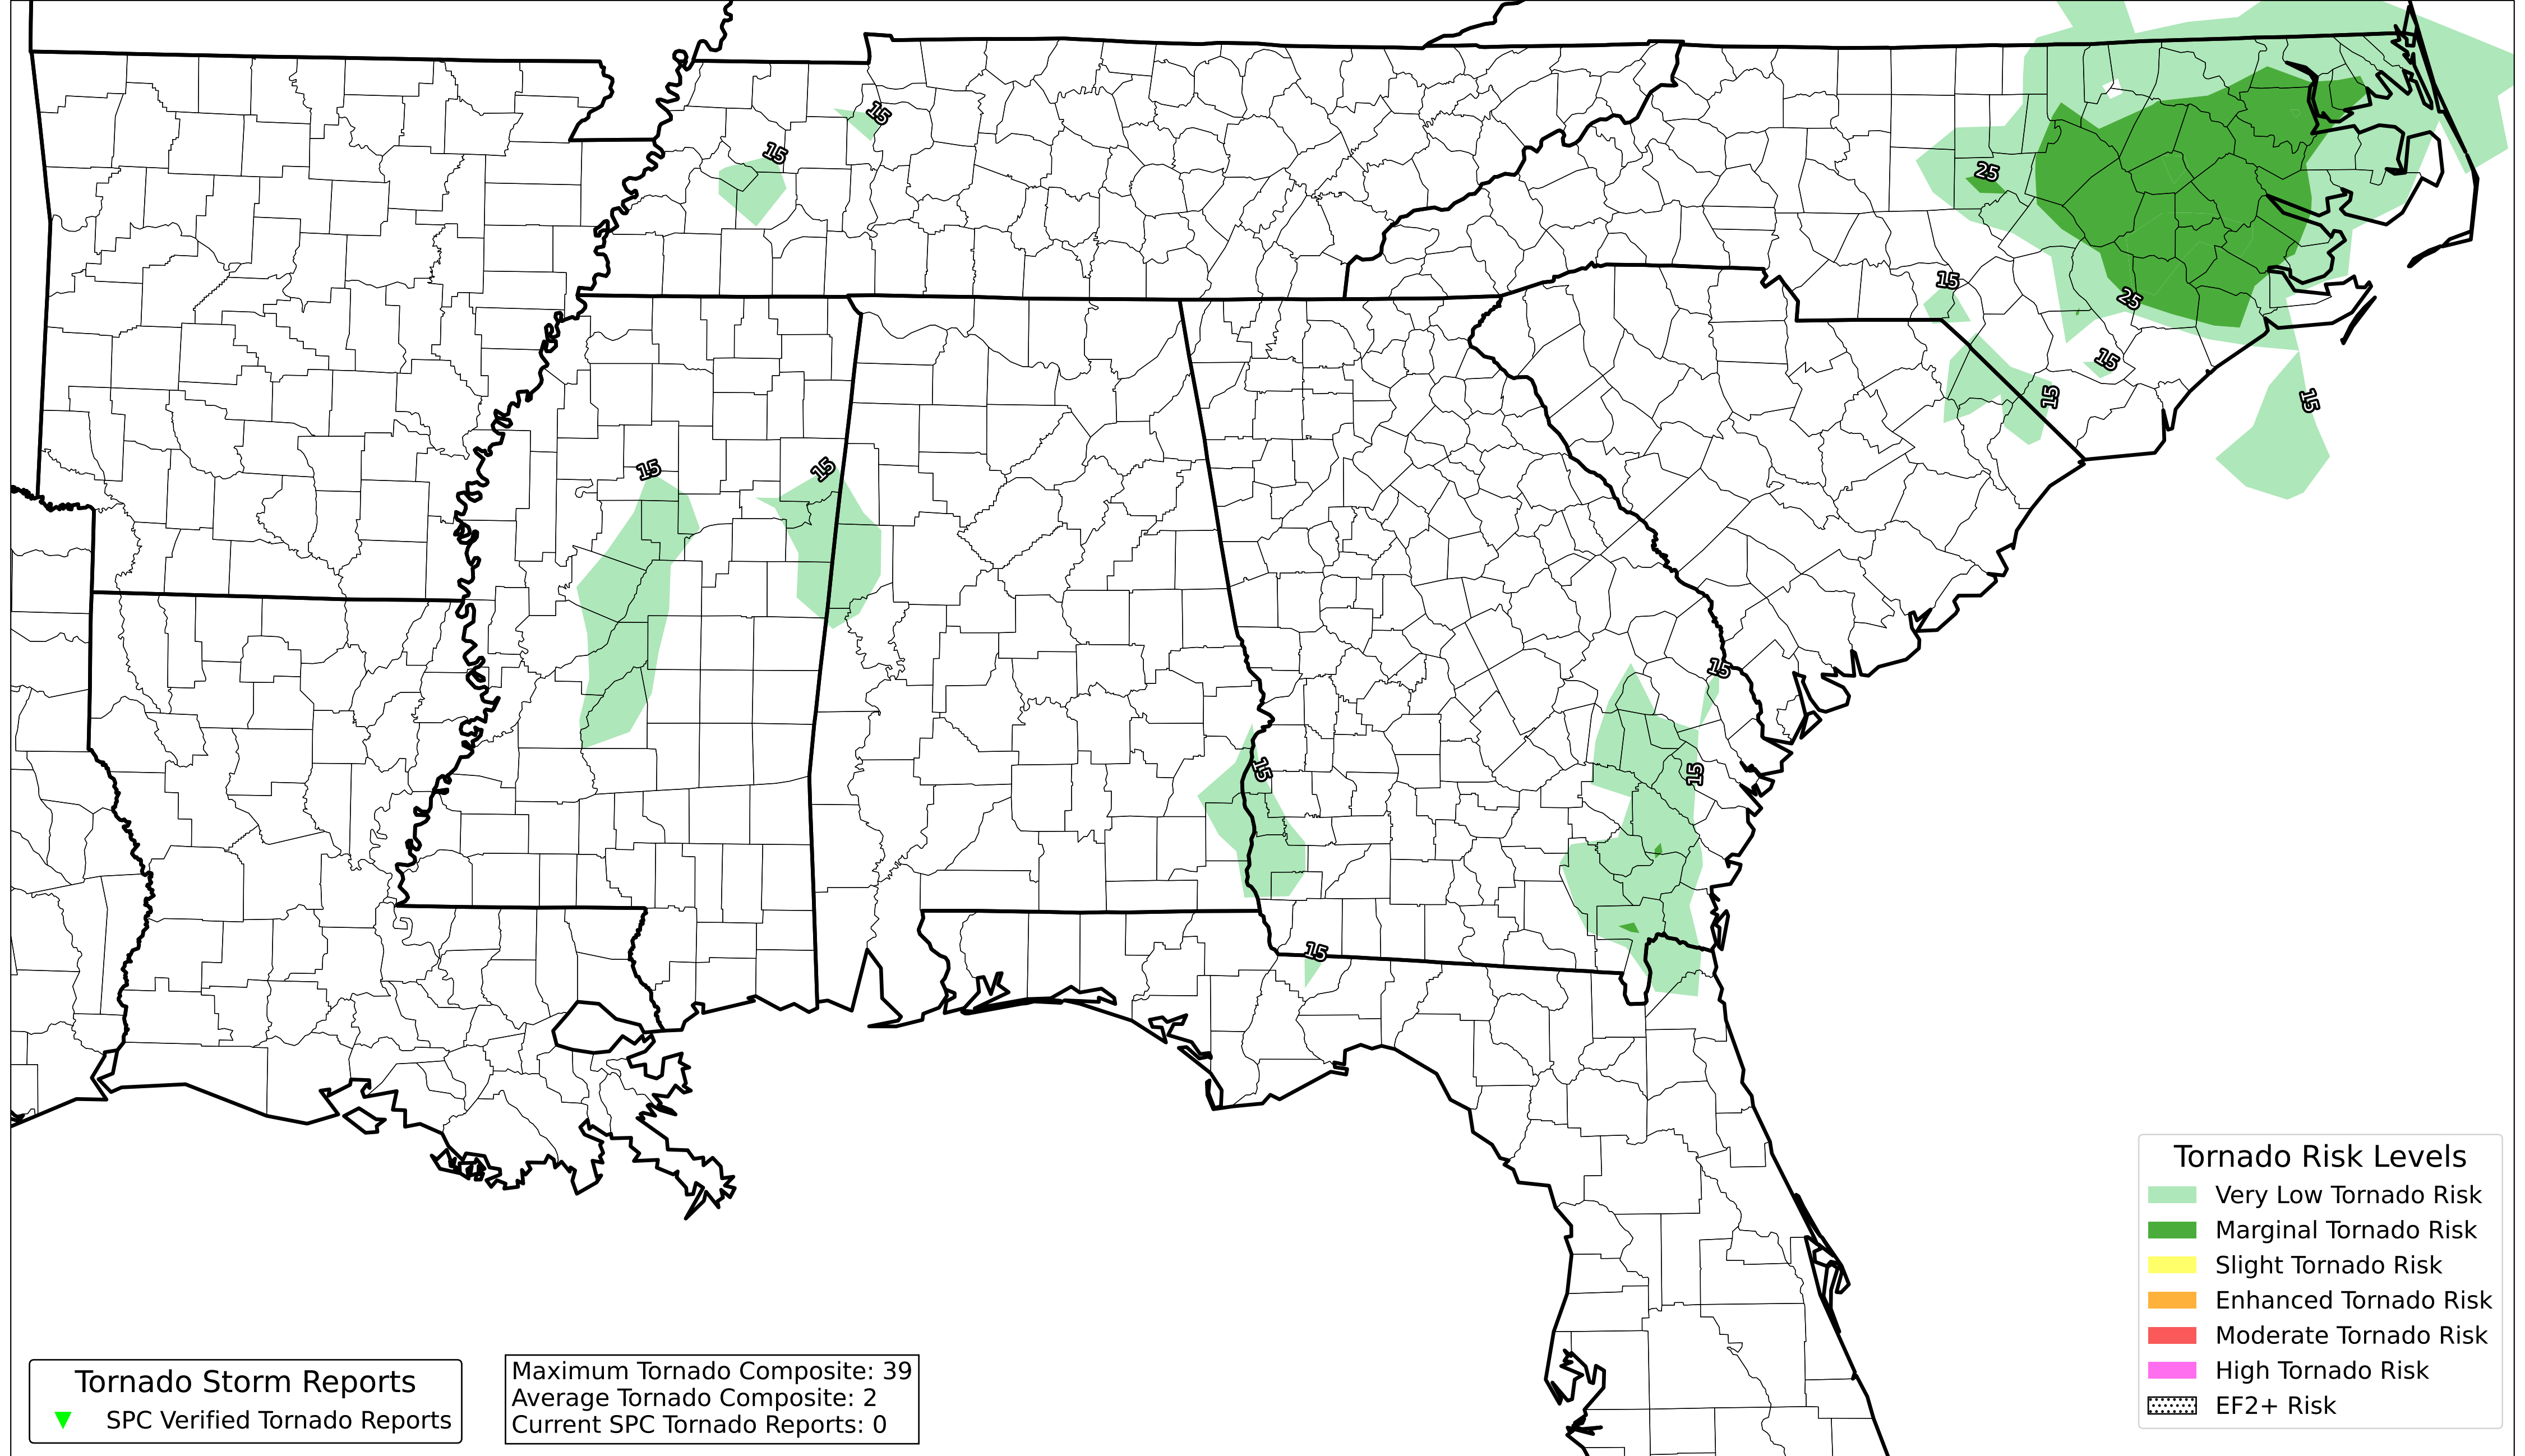 15
15
25
15
25
15
15
15
15
15
15
15
15
15
Tornado Risk Levels
Very Low Tornado Risk
Marginal Tornado Risk
Slight Tornado Risk
Enhanced Tornado Risk
Moderate Tornado Risk
High Tornado Risk
EF2+ Risk
Tornado Storm Reports
SPC Verified Tornado Reports
Maximum Tornado Composite: 39
Average Tornado Composite: 2
Current SPC Tornado Reports: 0